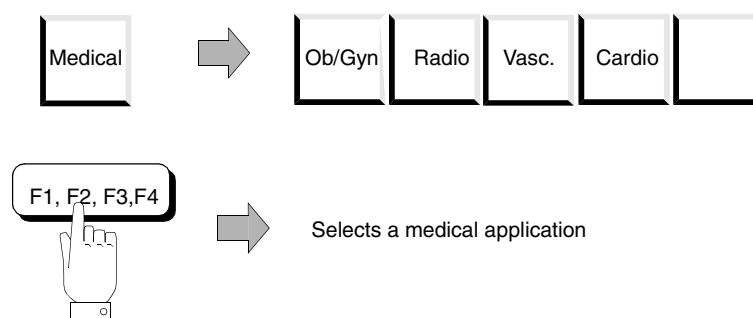 Medical Ob/Gyn Radio Vasc. Cardio
F1, F2, F3,F4
Selects a medical application